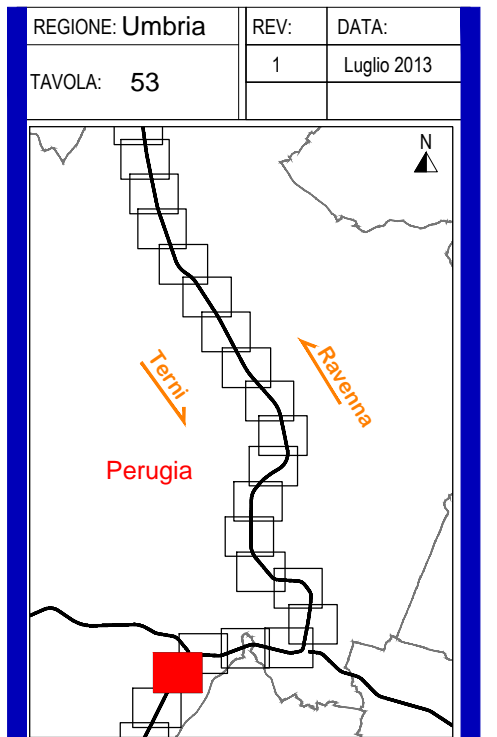 REGIONE: Umbria
REV:
DATA:
TAVOLA: 53
1
Luglio 2013
N
Terni
Ravenna
Perugia